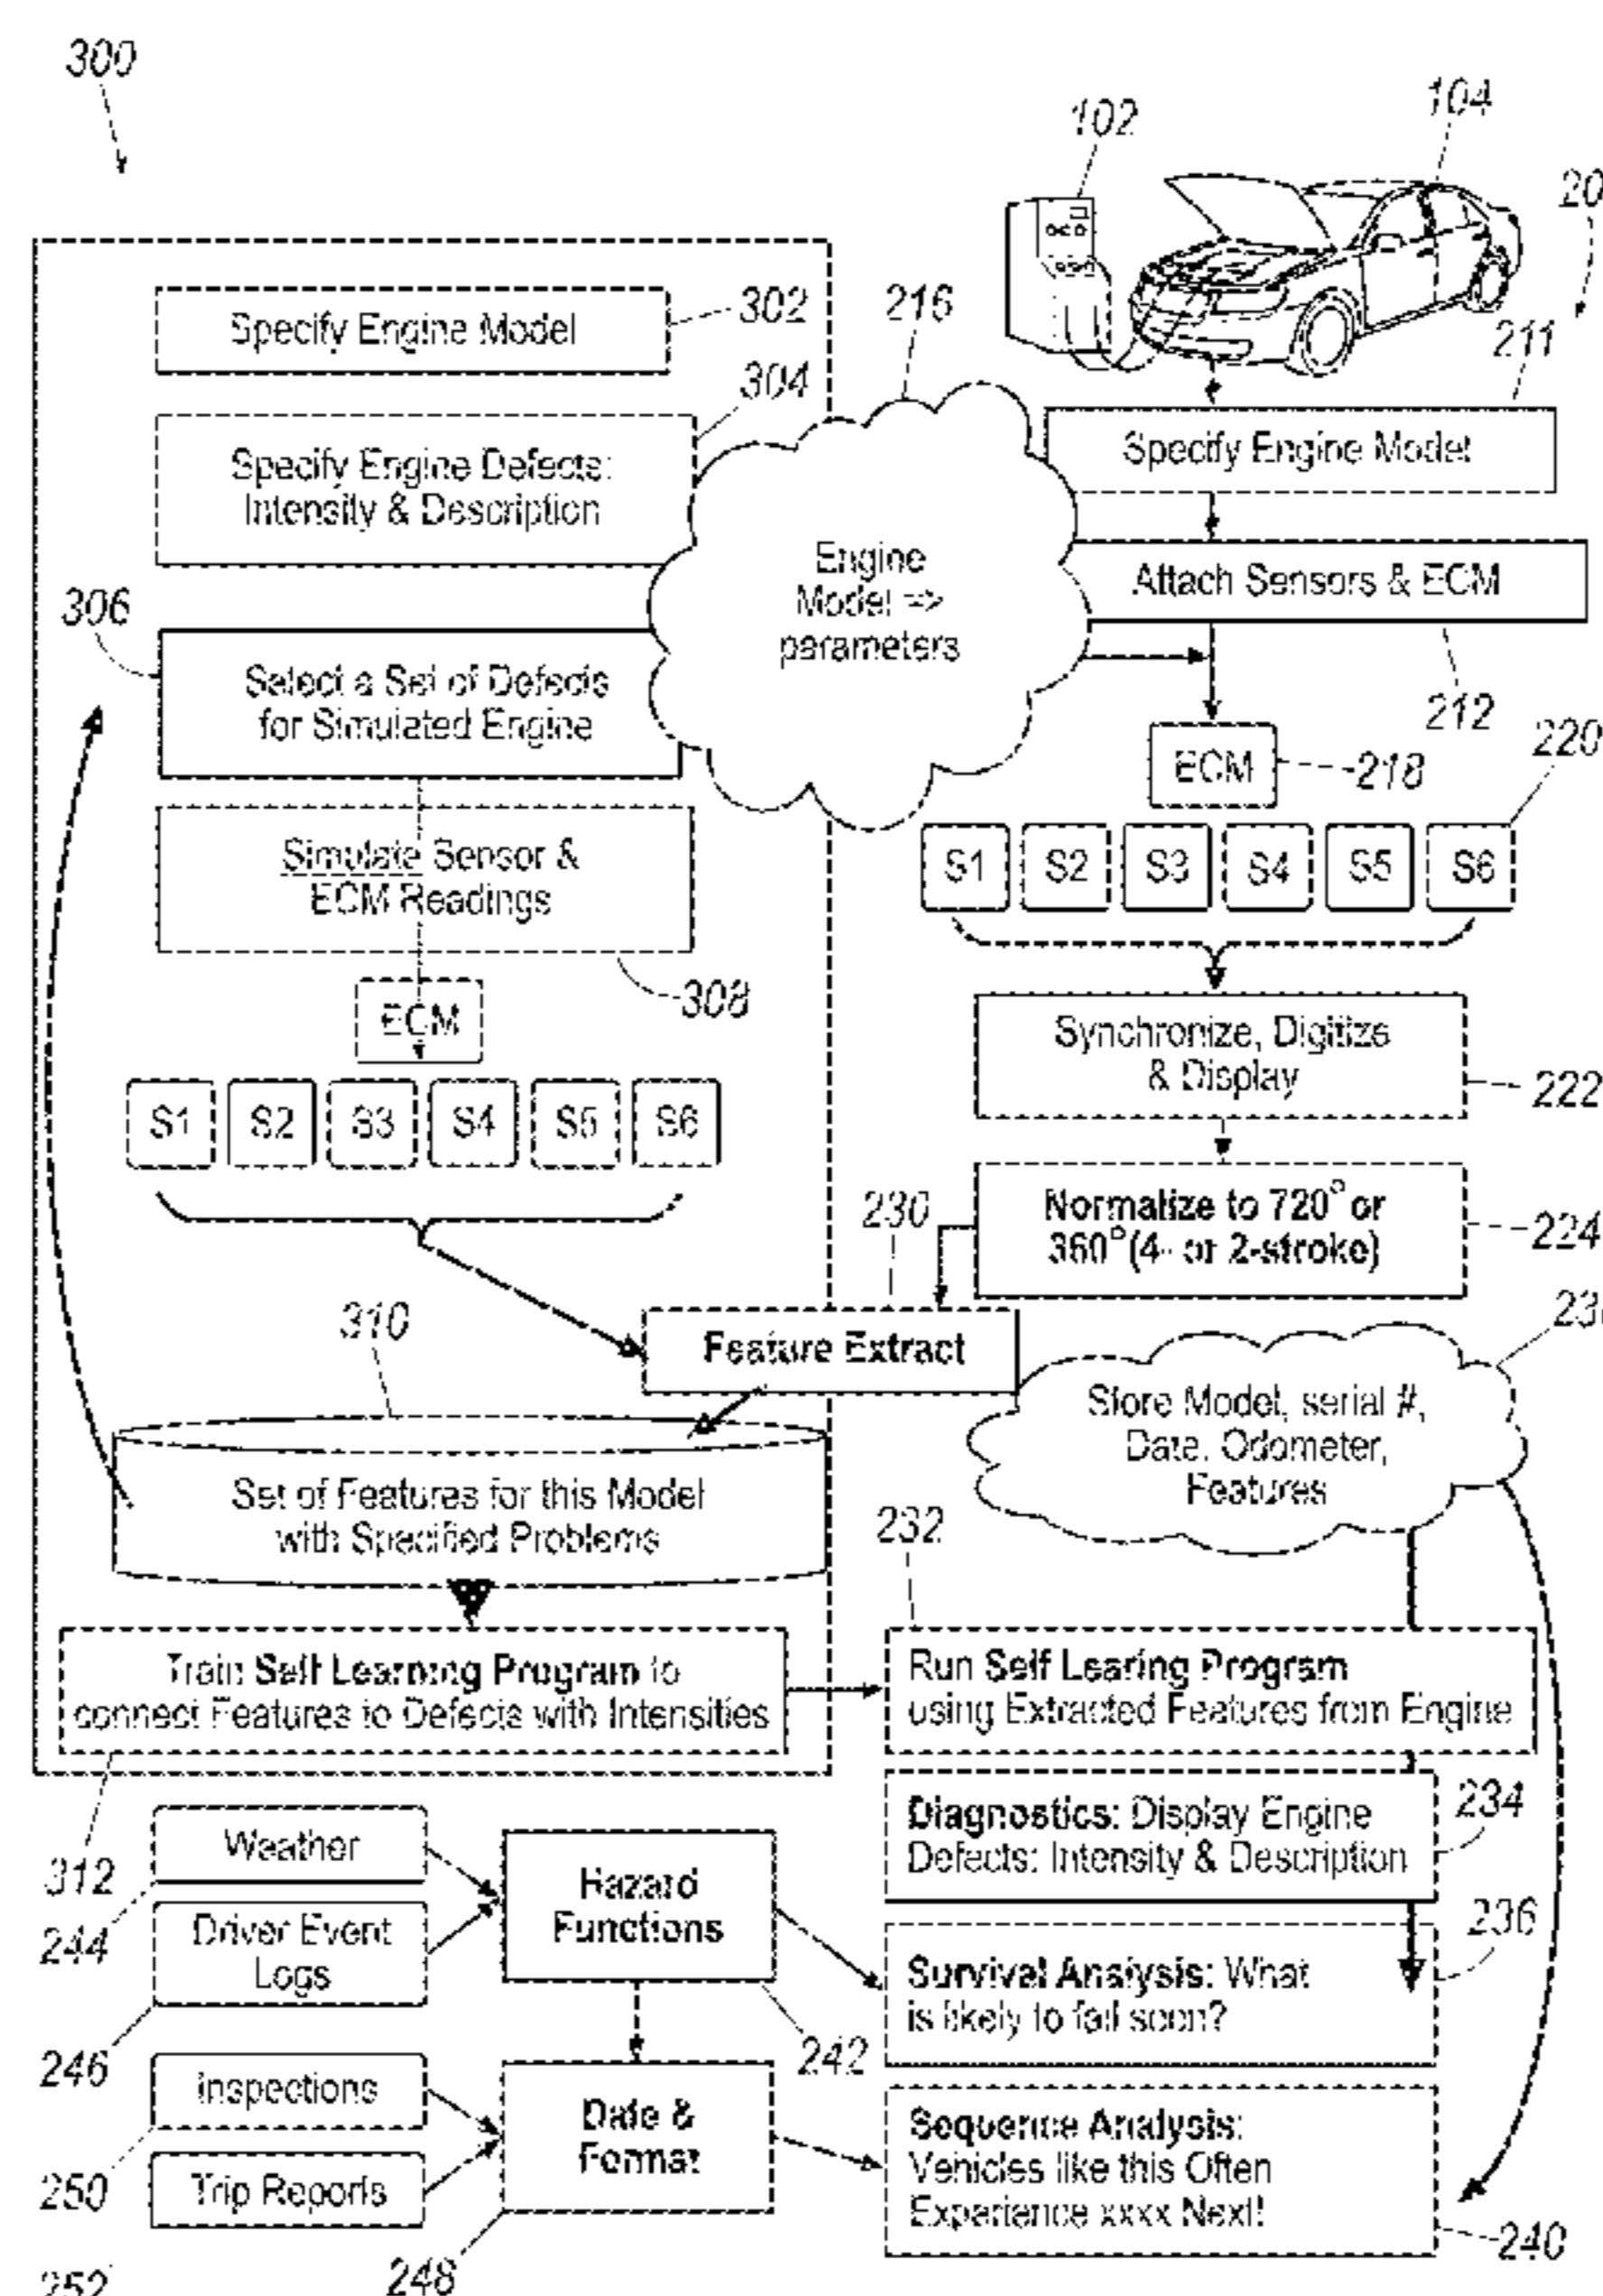 300
102
104
20
Specify Engine Model
302
216
211
304
Specify Engine Defects:
Intensity & Description
Specify Engine Model
Engine
Model =>
parameters
Attach Sensors & ECM
306
Select a Set of Defects
for Simulated Engine
212
220
ECM
218
Simulate Sensor &
ECM Readings
S1 S2 S3 S4 S5 S6
308
ECM
Synchronize, Digitize
& Display
222
S1 S2 S3 S4 S5 S6
230
Normalize to 720° or
360° (4- or 2-stroke)
224
310
Feature Extract
Store Model, serial #,
Date, Odometer,
Features
Set of Features for this Model
with Specified Problems
232
Train Self Learning Program to
connect Features to Defects with Intensities
Run Self Learing Program
using Extracted Features from Engine
312
Weather
244
Driver Event
Logs
246
Hazard
Functions
242
Diagnostics: Display Engine
Defects: Intensity & Description
234
Survival Analysis: What
is likely to fail soon?
236
Inspections
250
Trip Reports
252
Date &
Format
248
Sequence Analysis:
Vehicles like this Often
Experience xxxx Next!
240